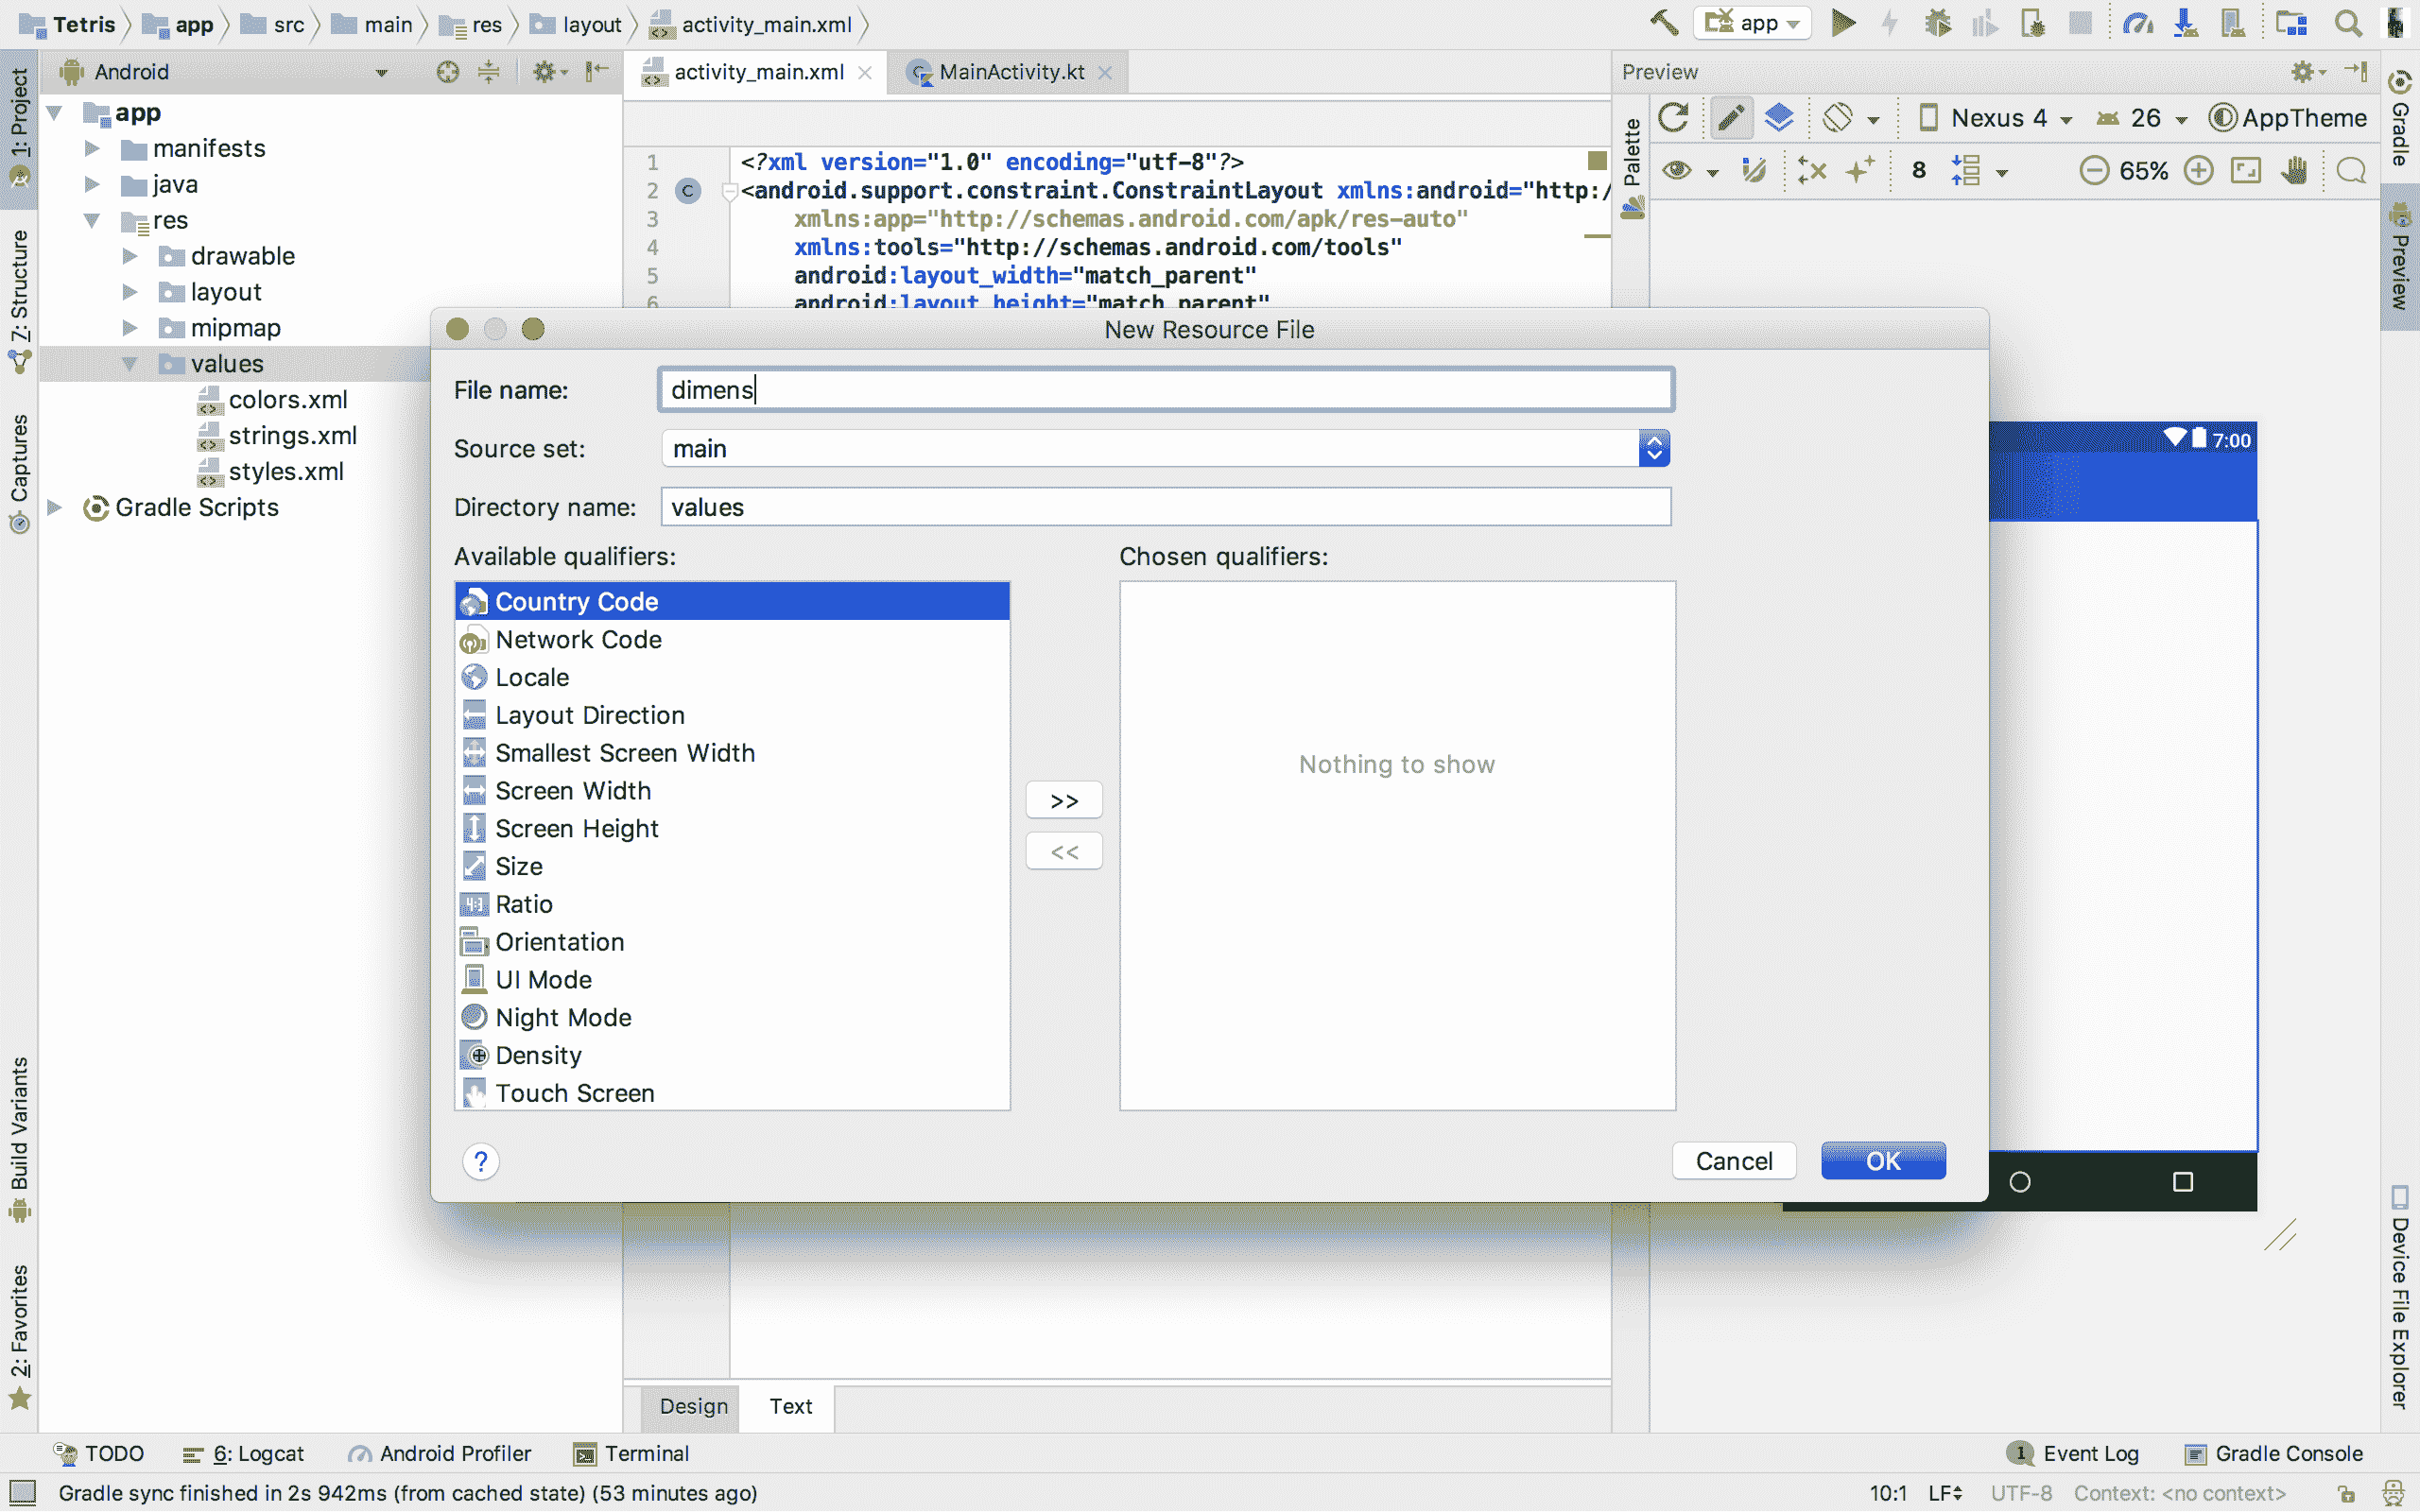 Tetris app src main res layout activity_main.xml
app
Android
activity_main.xml
MainActivity.kt
Preview
1: Project
Z: Structure
Captures
Build Variants
2: Favorites
app
manifests
java
res
drawable
layout
mipmap
values
colors.xml
strings.xml
styles.xml
Gradle Scripts
1 <?xml version="1.0" encoding="utf-8"?>
2 <android.support.constraint.ConstraintLayout xmlns:android="http:/
3 xmlns:app="http://schemas.android.com/apk/res-auto"
4 xmlns:tools="http://schemas.android.com/tools"
5 android:layout_width="match_parent"
6 android:layout_height="match_parent"
Palette
Nexus 4 26 AppTheme
8 65%
Gradle
Preview
Device File Explorer
7:00
New Resource File
File name: dimens
Source set: main
Directory name: values
Available qualifiers:
Chosen qualifiers:
Country Code
Network Code
Locale
Layout Direction
Smallest Screen Width
Screen Width
Screen Height
Size
4:3 Ratio
Orientation
UI Mode
Night Mode
Density
Touch Screen
>>
<<
Nothing to show
?
Cancel
OK
Design Text
TODO 6: Logcat Android Profiler Terminal 1 Event Log Gradle Console
Gradle sync finished in 2s 942ms (from cached state) (53 minutes ago) 10:1 LF UTF-8 Context: <no context>